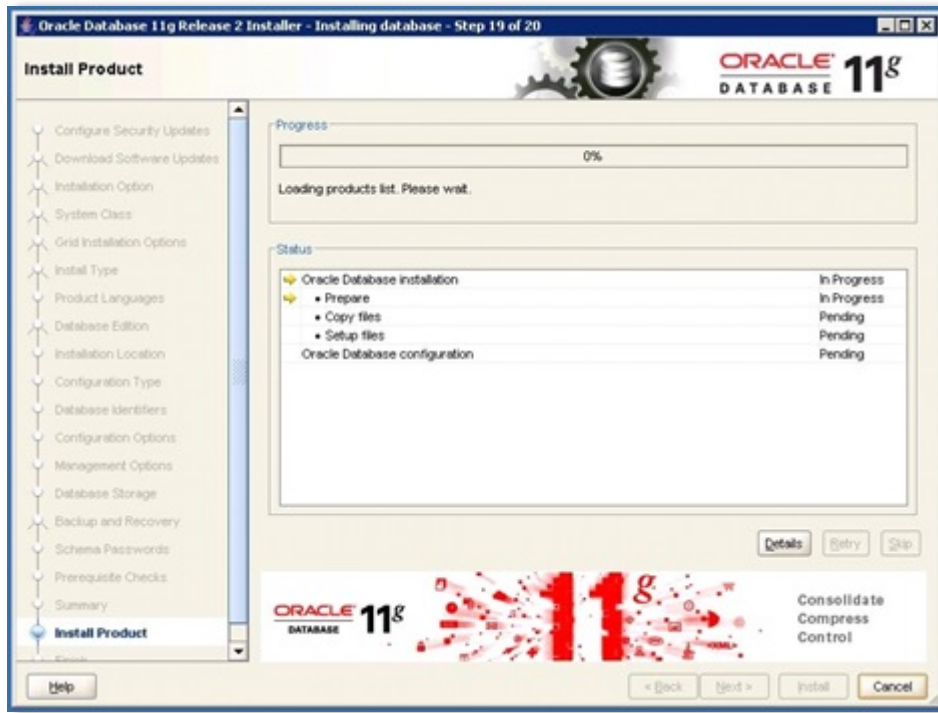 Oracle Database 11g Release 2 Installer - Installing database - Step 19 of 20
Install Product
ORACLE
DATABASE 11g
Configure Security Updates
Download Software Updates
Installation Option
System Class
Grid Installation Options
Install Type
Product Languages
Database Edition
Installation Location
Configuration Type
Database Identifiers
Configuration Options
Management Options
Database Storage
Backup and Recovery
Schema Passwords
Prerequisite Checks
Summary
Install Product
Finish
Progress
0%
Loading products list. Please wait.
Status
Oracle Database installation In Progress
• Prepare In Progress
• Copy files Pending
• Setup files Pending
Oracle Database configuration Pending
Details Retry Skip
ORACLE
DATABASE 11g
11g
Consolidate
Compress
Control
Help < Back Next > Install Cancel